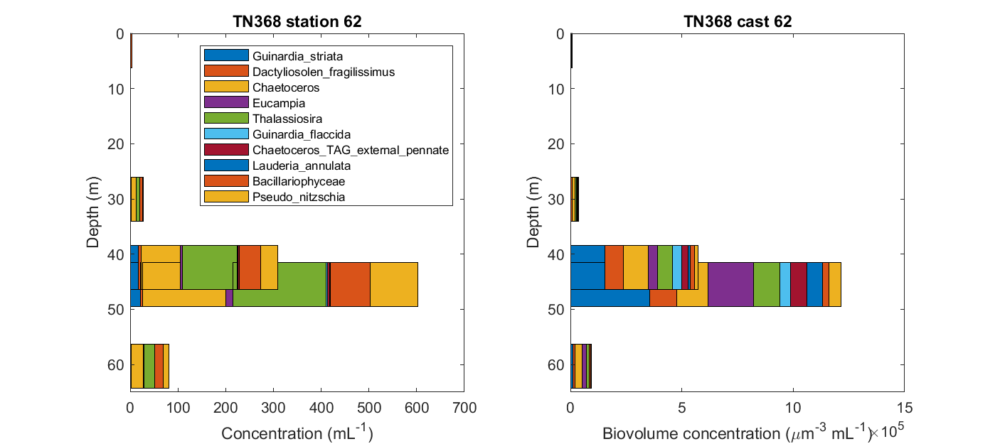 TN368 station 62
0
10
20
30
40
50
60
Depth (m)
Guinardia_striata
Dactyliosolen_fragilissimus
Chaetoceros
Eucampia
Thalassiosira
Guinardia_flaccida
Chaetoceros_TAG_external_pennate
Lauderia_annulata
Bacillariophyceae
Pseudo_nitzschia
0 100 200 300 400 500 600 700
Concentration (mL⁻¹)
TN368 cast 62
0
10
20
30
40
50
60
Depth (m)
0 5 10 15
Biovolume concentration (μm⁻³ mL⁻¹) ×10⁵